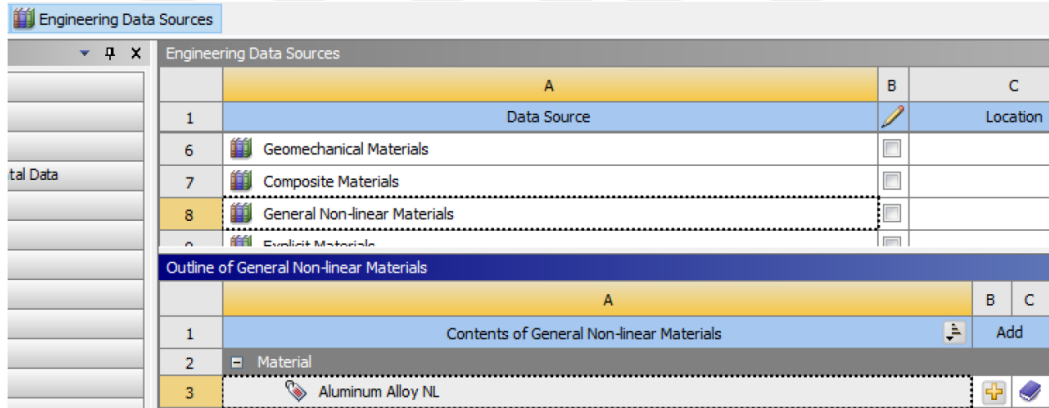 Engineering Data Sources
Engineering Data Sources
A B C
1 Data Source Location
6 Geomechanical Materials
tal Data
7 Composite Materials
8 General Non-linear Materials
Explicit Materials
Outline of General Non-linear Materials
A B C
1 Contents of General Non-linear Materials Add
2 Material
3 Aluminum Alloy NL